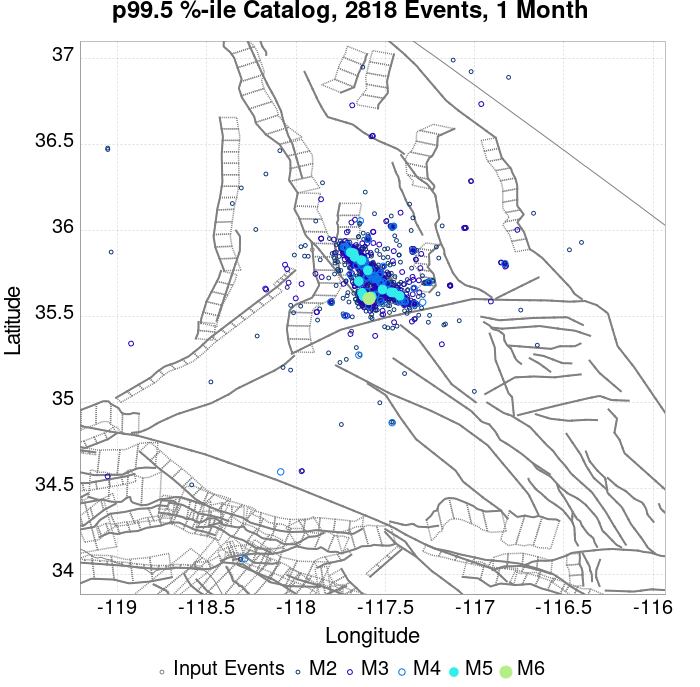 p99.5 %-ile Catalog, 2818 Events, 1 Month
37
36.5
36
35.5
35
34.5
34
Latitude
-119 -118.5 -118 -117.5 -117 -116.5 -116
Longitude
Input Events M2 M3 M4 M5 M6